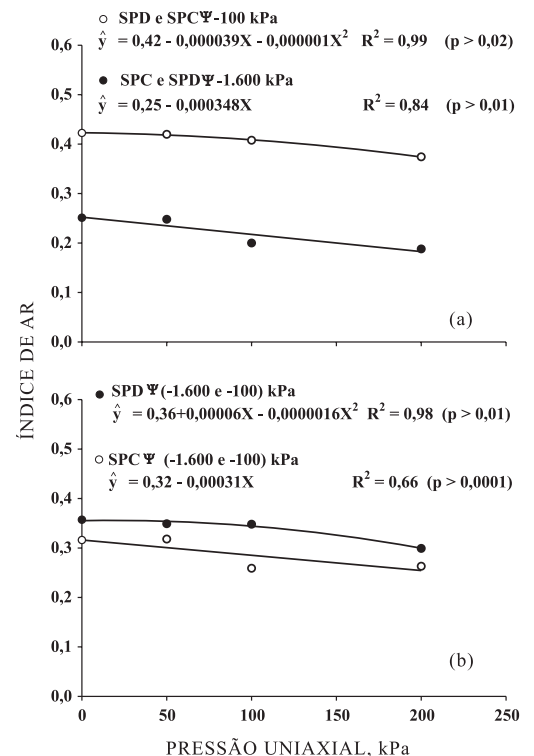 ○ SPD e SPCΨ-100 kPa
ŷ = 0,42 - 0,000039X - 0,000001X² R² = 0,99 (p > 0,02)
● SPC e SPDΨ-1.600 kPa
ŷ = 0,25 - 0,000348X R² = 0,84 (p > 0,01)
0,6
0,5
0,4
0,3
0,2
0,1
0,0
(a)
ÍNDICE DE AR
● SPD Ψ (-1.600 e -100) kPa
ŷ = 0,36+0,00006X - 0,0000016X² R² = 0,98 (p > 0,01)
○ SPC Ψ (-1.600 e -100) kPa
ŷ = 0,32 - 0,00031X R² = 0,66 (p > 0,0001)
0,6
0,5
0,4
0,3
0,2
0,1
0,0
(b)
0 50 100 150 200 250
PRESSÃO UNIAXIAL, kPa